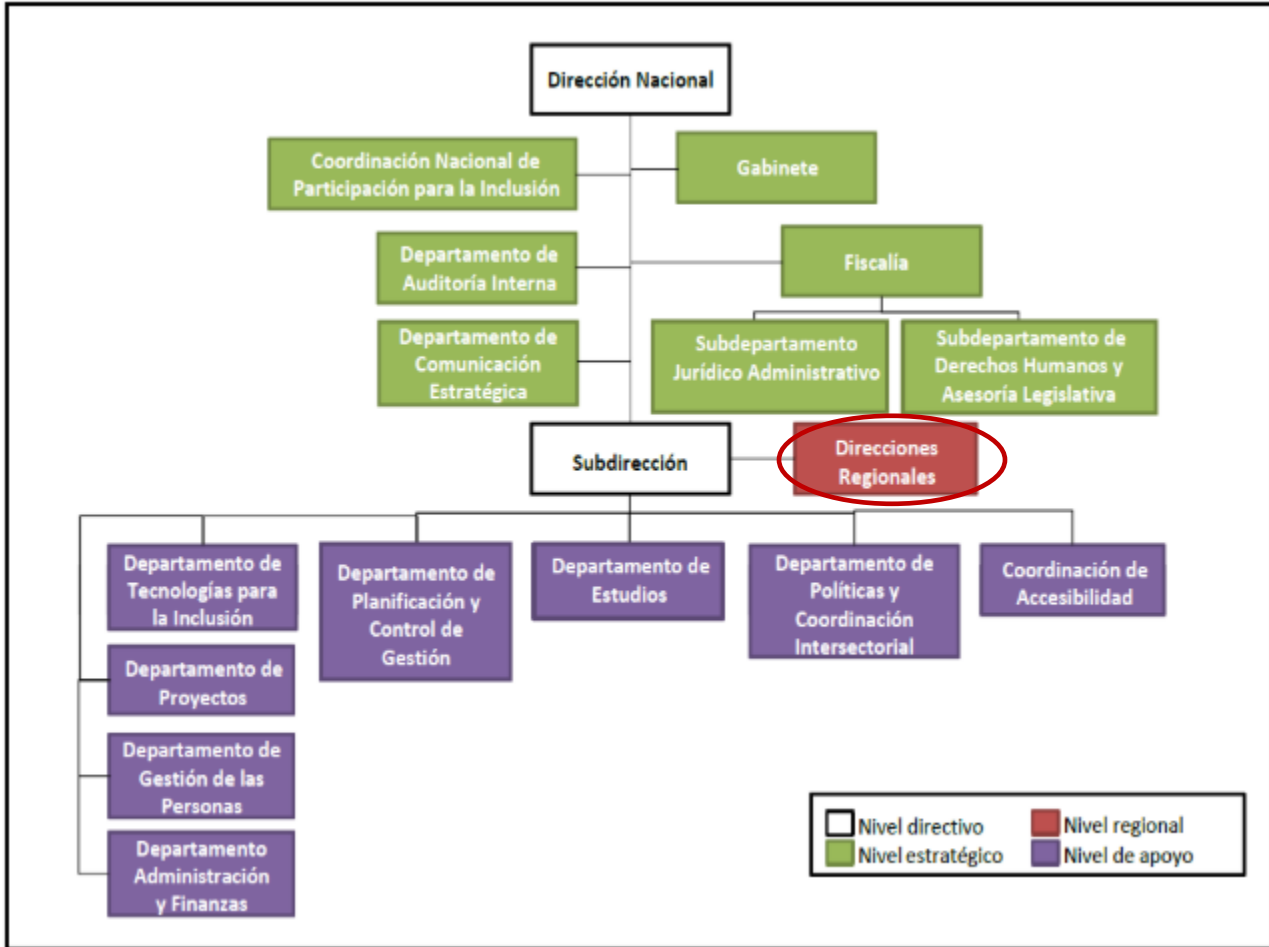 Dirección Nacional
Coordinación Nacional de
Participación para la Inclusión
Gabinete
Departamento de
Auditoría Interna
Fiscalía
Departamento de
Comunicación
Estratégica
Subdepartamento
Jurídico Administrativo
Subdepartamento de
Derechos Humanos y
Asesoría Legislativa
Subdirección
Direcciones
Regionales
Departamento de
Tecnologías para
la Inclusión
Departamento de
Planificación y
Control de
Gestión
Departamento de
Estudios
Departamento de
Políticas y
Coordinación
Intersectorial
Coordinación de
Accesibilidad
Departamento de
Proyectos
Departamento de
Gestión de las
Personas
Departamento
Administración
y Finanzas
Nivel directivo
Nivel regional
Nivel estratégico
Nivel de apoyo